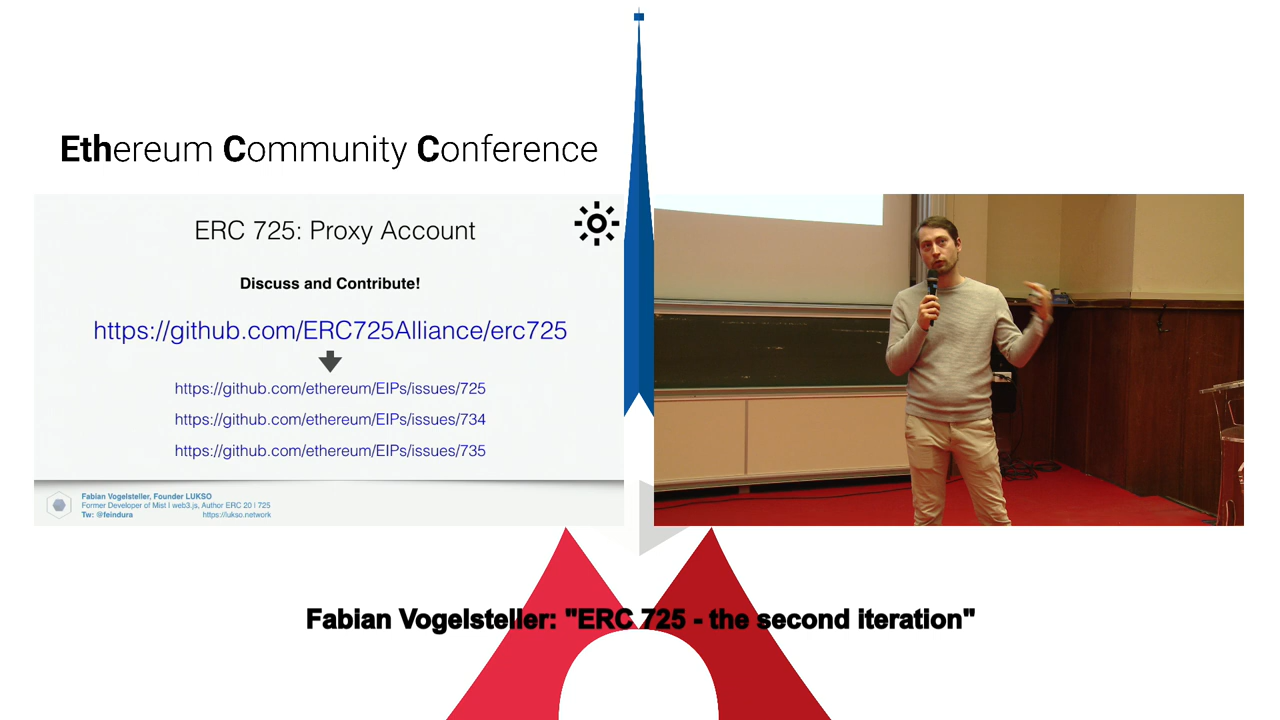 Ethereum Community Conference
ERC 725: Proxy Account
Discuss and Contribute!
https://github.com/ERC725Alliance/erc725
https://github.com/ethereum/EIPs/issues/725
https://github.com/ethereum/EIPs/issues/734
https://github.com/ethereum/EIPs/issues/735
Fabian Vogelsteller, Founder LUKSO
Former Developer of Mist | web3.js, Author ERC 20 | 725
Tw: @feindura https://lukso.network
Fabian Vogelsteller: "ERC 725 - the second iteration"